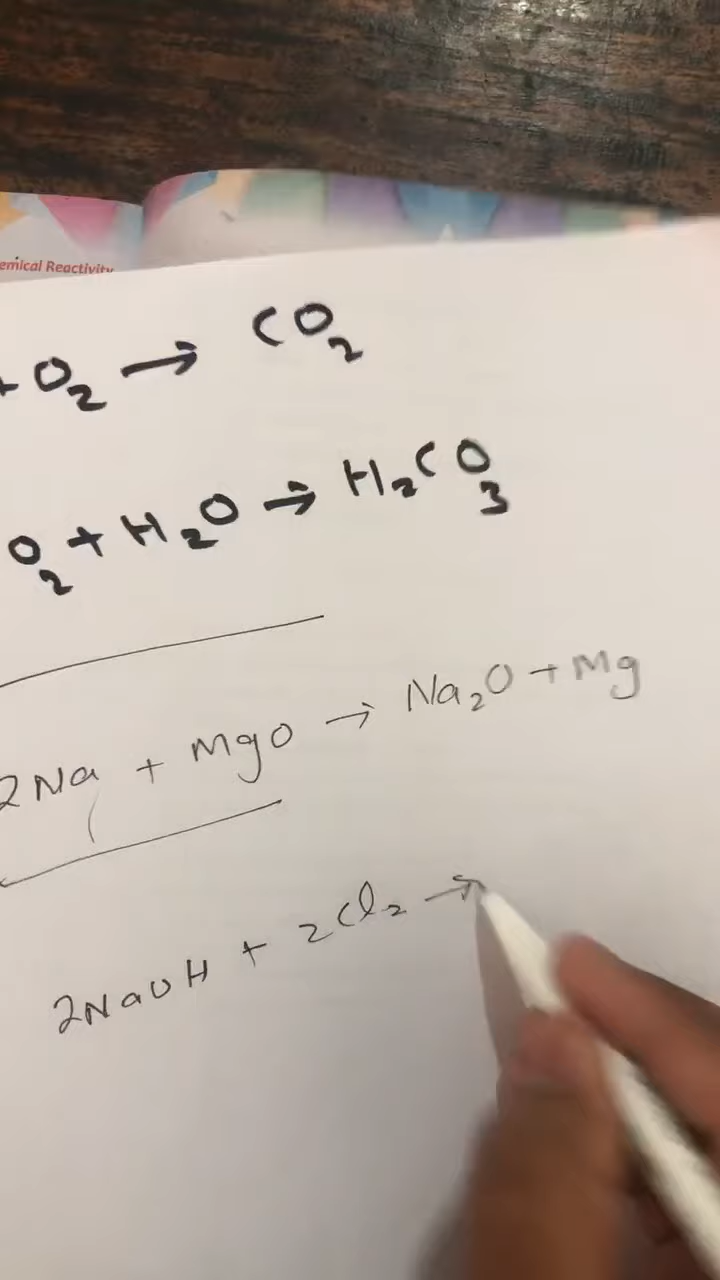 emical Reactivity
+ O₂ → CO₂
O₂ + H₂O → H₂CO₃
2Na + MgO → Na₂O + Mg
2NaOH + 2Cl₂ →